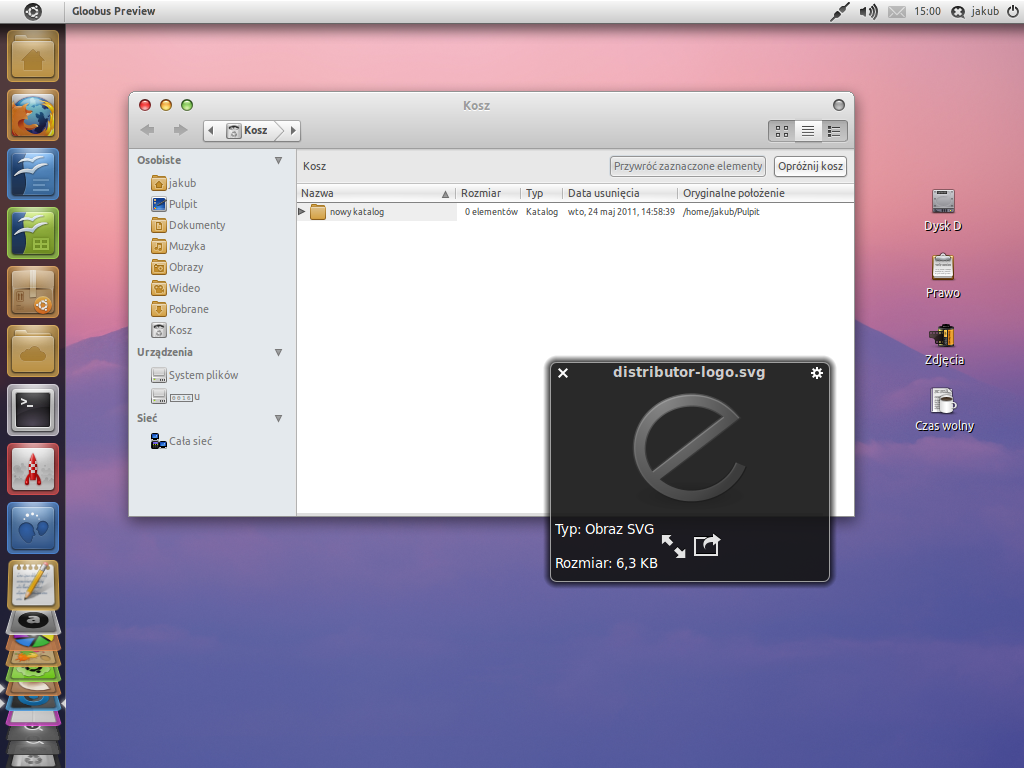 Gloobus Preview
15:00
jakub
Kosz
Kosz
Osobiste
jakub
Pulpit
Dokumenty
Muzyka
Obrazy
Wideo
Pobrane
Kosz
Urządzenia
System plików
u
Sieć
Cała sieć
Kosz
Przywróć zaznaczone elementy
Opróżnij kosz
Nazwa Rozmiar Typ Data usunięcia Oryginalne położenie
nowy katalog 0 elementów Katalog wto, 24 maj 2011, 14:58:39 /home/jakub/Pulpit
distributor-logo.svg
Typ: Obraz SVG
Rozmiar: 6,3 KB
Dysk D
Prawo
Zdjęcia
Czas wolny